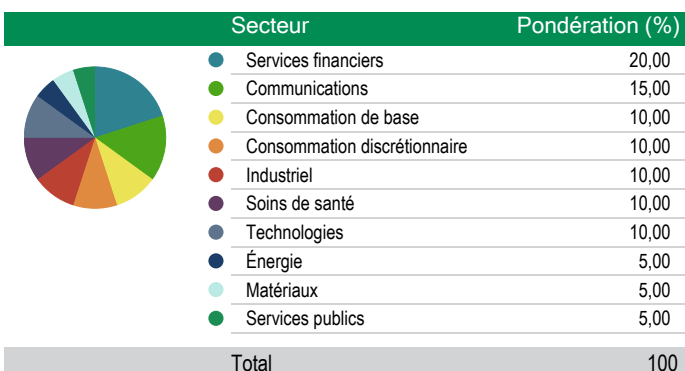 Secteur Pondération (%)
Services financiers 20,00
Communications 15,00
Consommation de base 10,00
Consommation discrétionnaire 10,00
Industriel 10,00
Soins de santé 10,00
Technologies 10,00
Énergie 5,00
Matériaux 5,00
Services publics 5,00
Total 100